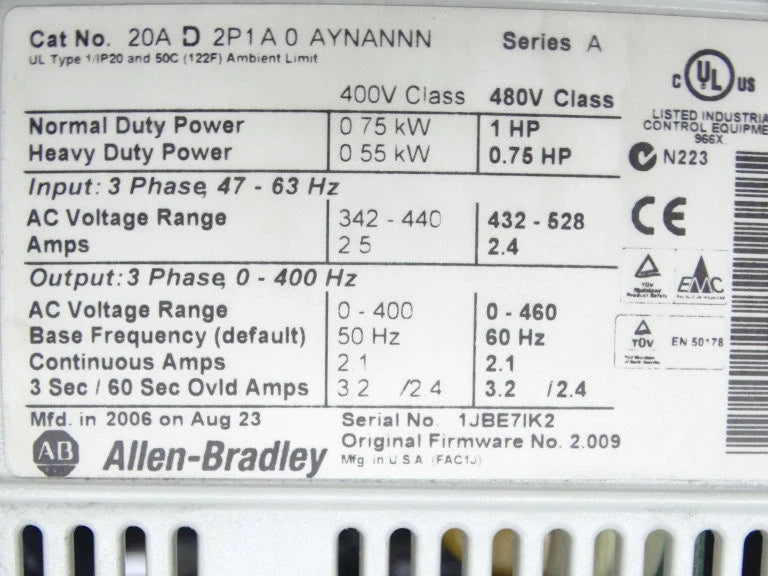 Cat No. 20A D 2P1A 0 AYNANNN Series A
UL Type 1/IP20 and 50C (122F) Ambient Limit
400V Class 480V Class
Normal Duty Power 0 75 kW 1 HP
Heavy Duty Power 0 55 kW 0.75 HP
Input: 3 Phase, 47 - 63 Hz
AC Voltage Range 342 - 440 432 - 528
Amps 2 5 2.4
Output: 3 Phase, 0 - 400 Hz
AC Voltage Range 0 - 400 0 - 460
Base Frequency (default) 50 Hz 60 Hz
Continuous Amps 2.1 2.1
3 Sec / 60 Sec Ovld Amps 3 2 /2 4 3.2 /2.4
Mfd. in 2006 on Aug 23 Serial No. 1JBE7IK2
Original Firmware No. 2.009
AB Allen-Bradley Mfg in U S A (FAC1J)
C UL US
LISTED INDUSTRIA
CONTROL EQUIPME
966X
N223
CE
TÜV EMC
TÜV EN 50178